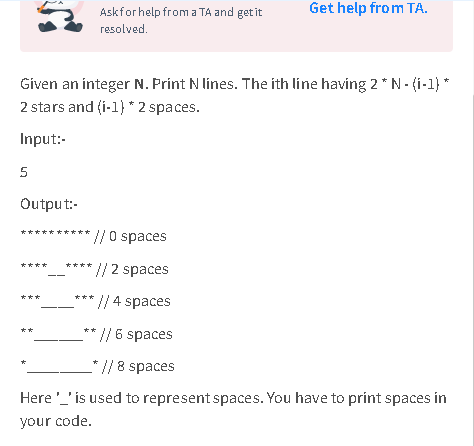 Ask for help from a TA and get it
resolved.
Get help from TA.
Given an integer N. Print N lines. The ith line having 2 * N - (i-1) *
2 stars and (i-1) * 2 spaces.
Input:-
5
Output:-
********** // 0 spaces
****__**** // 2 spaces
***____*** // 4 spaces
**______** // 6 spaces
*________* // 8 spaces
Here '_' is used to represent spaces. You have to print spaces in
your code.